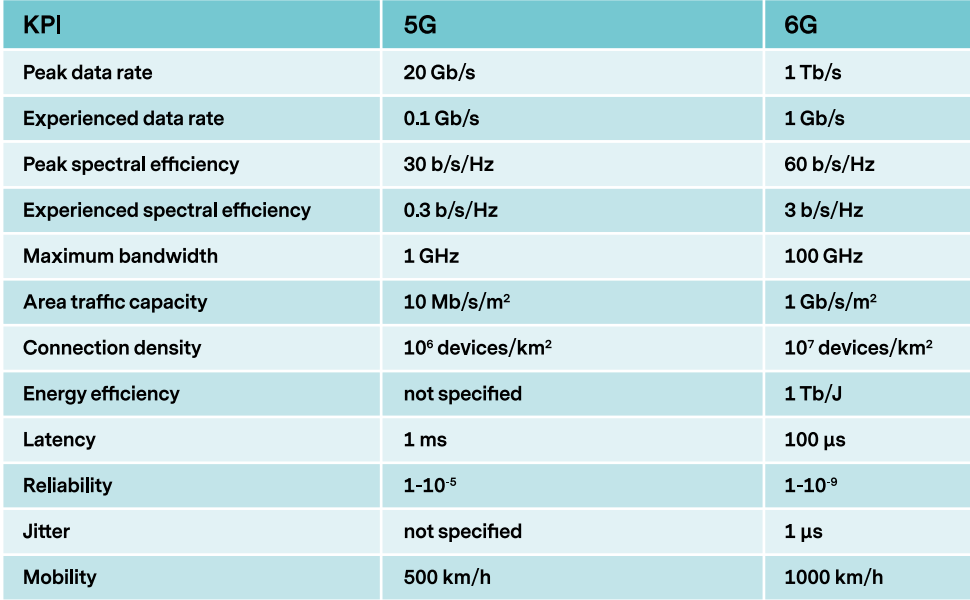 KPI 5G 6G
Peak data rate 20 Gb/s 1 Tb/s
Experienced data rate 0.1 Gb/s 1 Gb/s
Peak spectral efficiency 30 b/s/Hz 60 b/s/Hz
Experienced spectral efficiency 0.3 b/s/Hz 3 b/s/Hz
Maximum bandwidth 1 GHz 100 GHz
Area traffic capacity 10 Mb/s/m² 1 Gb/s/m²
Connection density 10⁶ devices/km² 10⁷ devices/km²
Energy efficiency not specified 1 Tb/J
Latency 1 ms 100 µs
Reliability 1-10⁻⁵ 1-10⁻⁹
Jitter not specified 1 µs
Mobility 500 km/h 1000 km/h